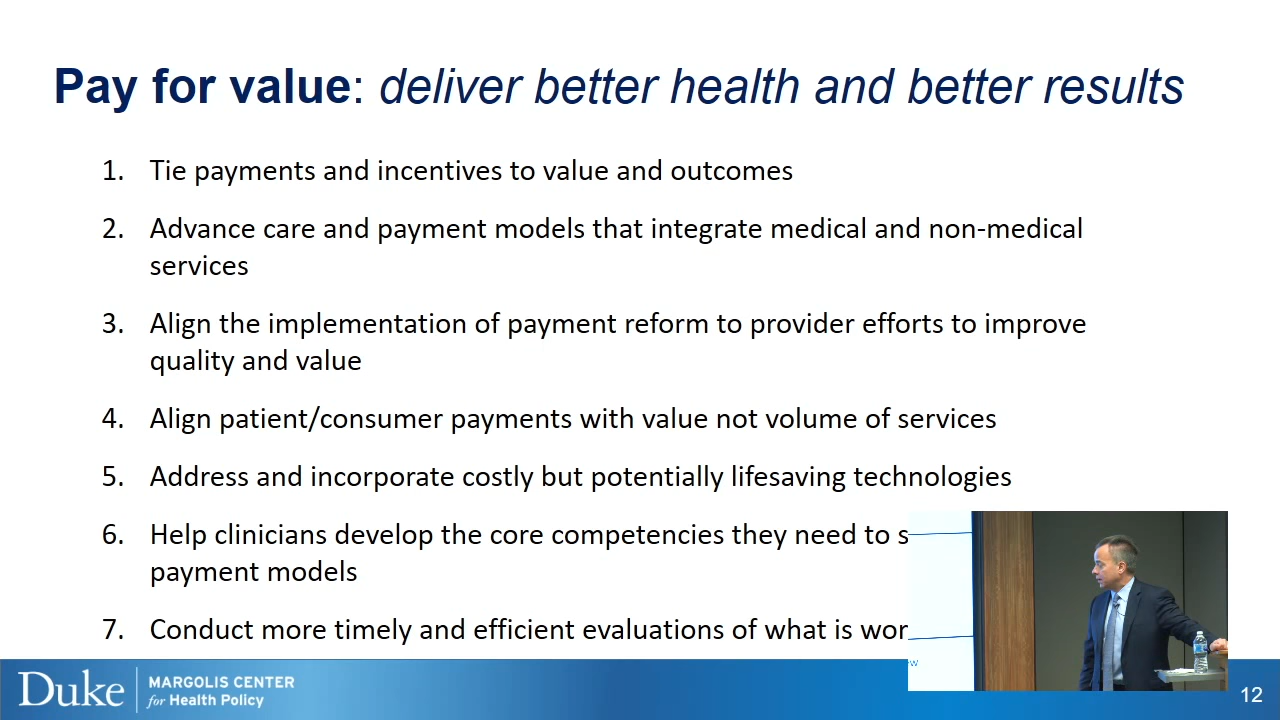 Pay for value: deliver better health and better results
1. Tie payments and incentives to value and outcomes
2. Advance care and payment models that integrate medical and non-medical
services
3. Align the implementation of payment reform to provider efforts to improve
quality and value
4. Align patient/consumer payments with value not volume of services
5. Address and incorporate costly but potentially lifesaving technologies
6. Help clinicians develop the core competencies they need to s
payment models
7. Conduct more timely and efficient evaluations of what is wor
w
Duke
MARGOLIS CENTER
for Health Policy
12